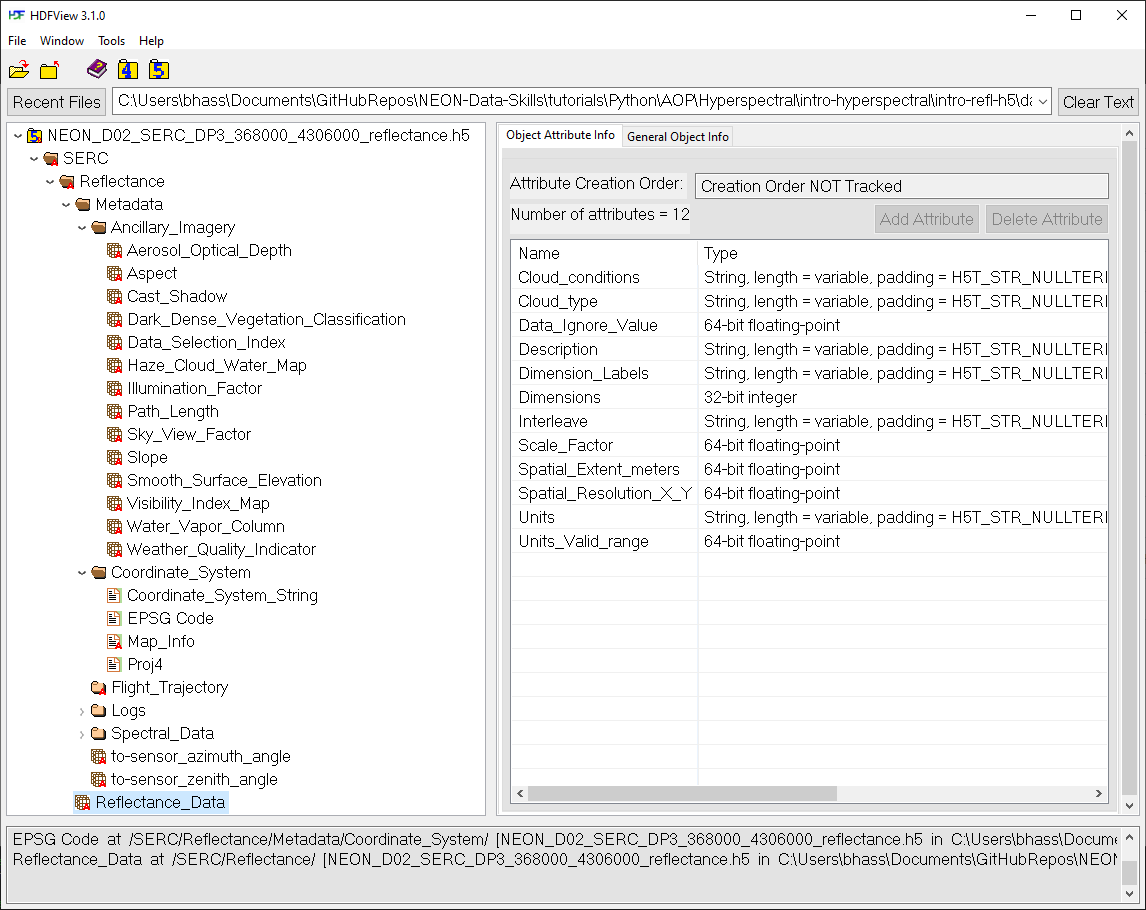 HDFView 3.1.0
File Window Tools Help
4 5
Recent Files C:\Users\bhass\Documents\GitHubRepos\NEON-Data-Skills\tutorials\Python\AOP\Hyperspectral\intro-hyperspectral\intro-refl-h5\da Clear Text
5 NEON_D02_SERC_DP3_368000_4306000_reflectance.h5
SERC
Reflectance
Metadata
Ancillary_Imagery
Aerosol_Optical_Depth
Aspect
Cast_Shadow
Dark_Dense_Vegetation_Classification
Data_Selection_Index
Haze_Cloud_Water_Map
Illumination_Factor
Path_Length
Sky_View_Factor
Slope
Smooth_Surface_Elevation
Visibility_Index_Map
Water_Vapor_Column
Weather_Quality_Indicator
Coordinate_System
Coordinate_System_String
EPSG Code
Map_Info
Proj4
Flight_Trajectory
Logs
Spectral_Data
to-sensor_azimuth_angle
to-sensor_zenith_angle
Reflectance_Data
Object Attribute Info General Object Info
Attribute Creation Order: Creation Order NOT Tracked
Number of attributes = 12
Add Attribute Delete Attribute
Name Type
Cloud_conditions String, length = variable, padding = H5T_STR_NULLTERI
Cloud_type String, length = variable, padding = H5T_STR_NULLTERI
Data_Ignore_Value 64-bit floating-point
Description String, length = variable, padding = H5T_STR_NULLTERI
Dimension_Labels String, length = variable, padding = H5T_STR_NULLTERI
Dimensions 32-bit integer
Interleave String, length = variable, padding = H5T_STR_NULLTERI
Scale_Factor 64-bit floating-point
Spatial_Extent_meters 64-bit floating-point
Spatial_Resolution_X_Y 64-bit floating-point
Units String, length = variable, padding = H5T_STR_NULLTERI
Units_Valid_range 64-bit floating-point
EPSG Code at /SERC/Reflectance/Metadata/Coordinate_System/ [NEON_D02_SERC_DP3_368000_4306000_reflectance.h5 in C:\Users\bhass\Docume
Reflectance_Data at /SERC/Reflectance/ [NEON_D02_SERC_DP3_368000_4306000_reflectance.h5 in C:\Users\bhass\Documents\GitHubRepos\NEON